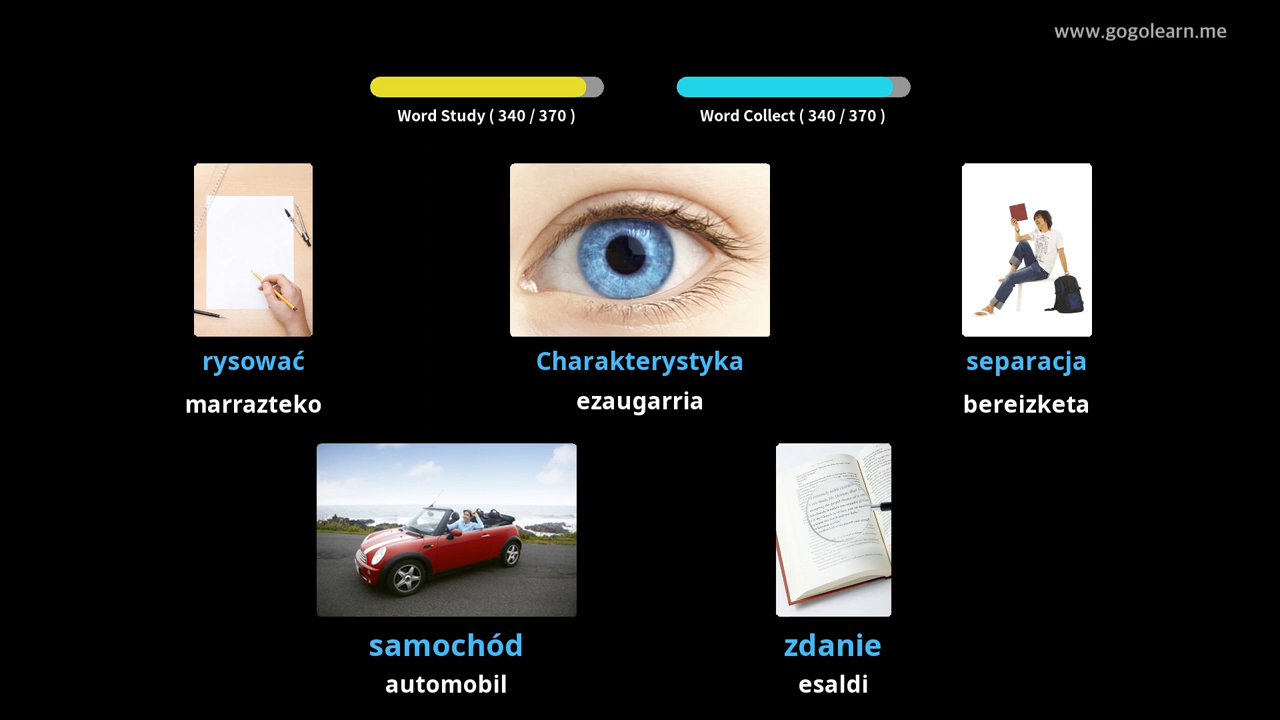 www.gogolearn.me
Word Study ( 340 / 370 )
Word Collect ( 340 / 370 )
rysować
Charakterystyka
separacja
marrazteko
ezaugarria
bereizketa
samochód
zdanie
automobil
esaldi